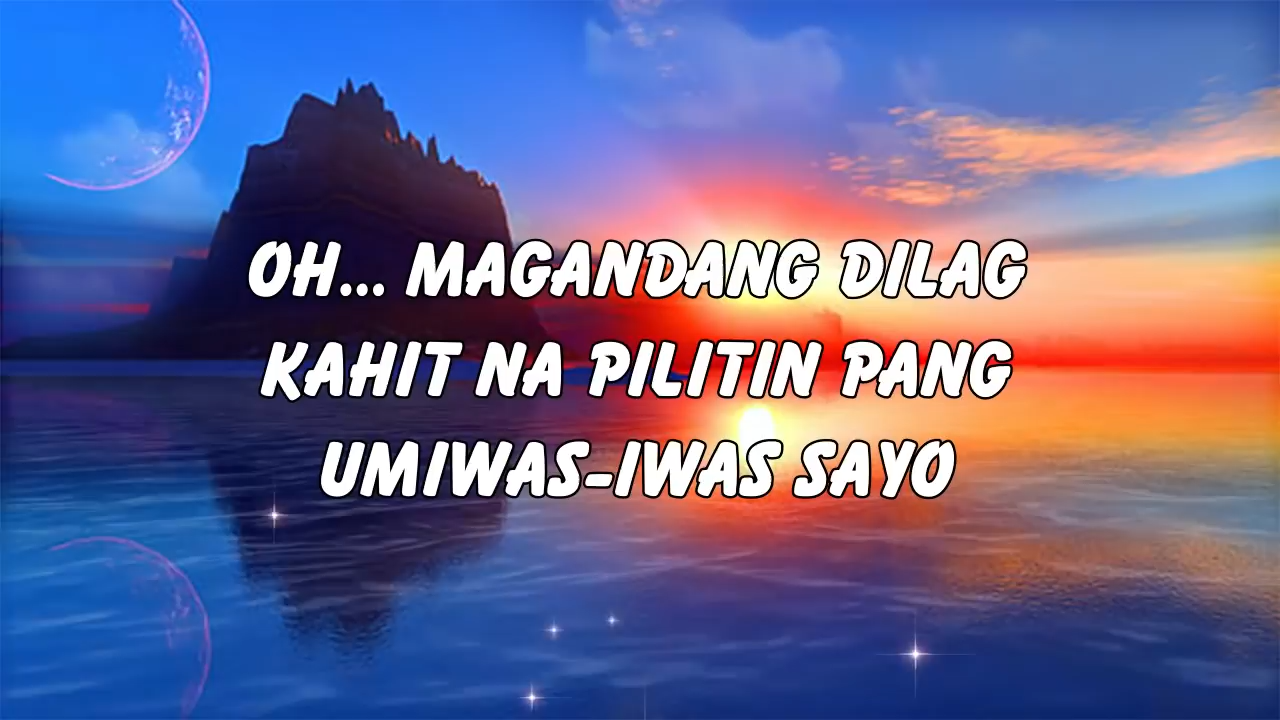 OH... MAGANDANG DILAG
KAHIT NA PILITIN PANG
UMIWAS-IWAS SAYO